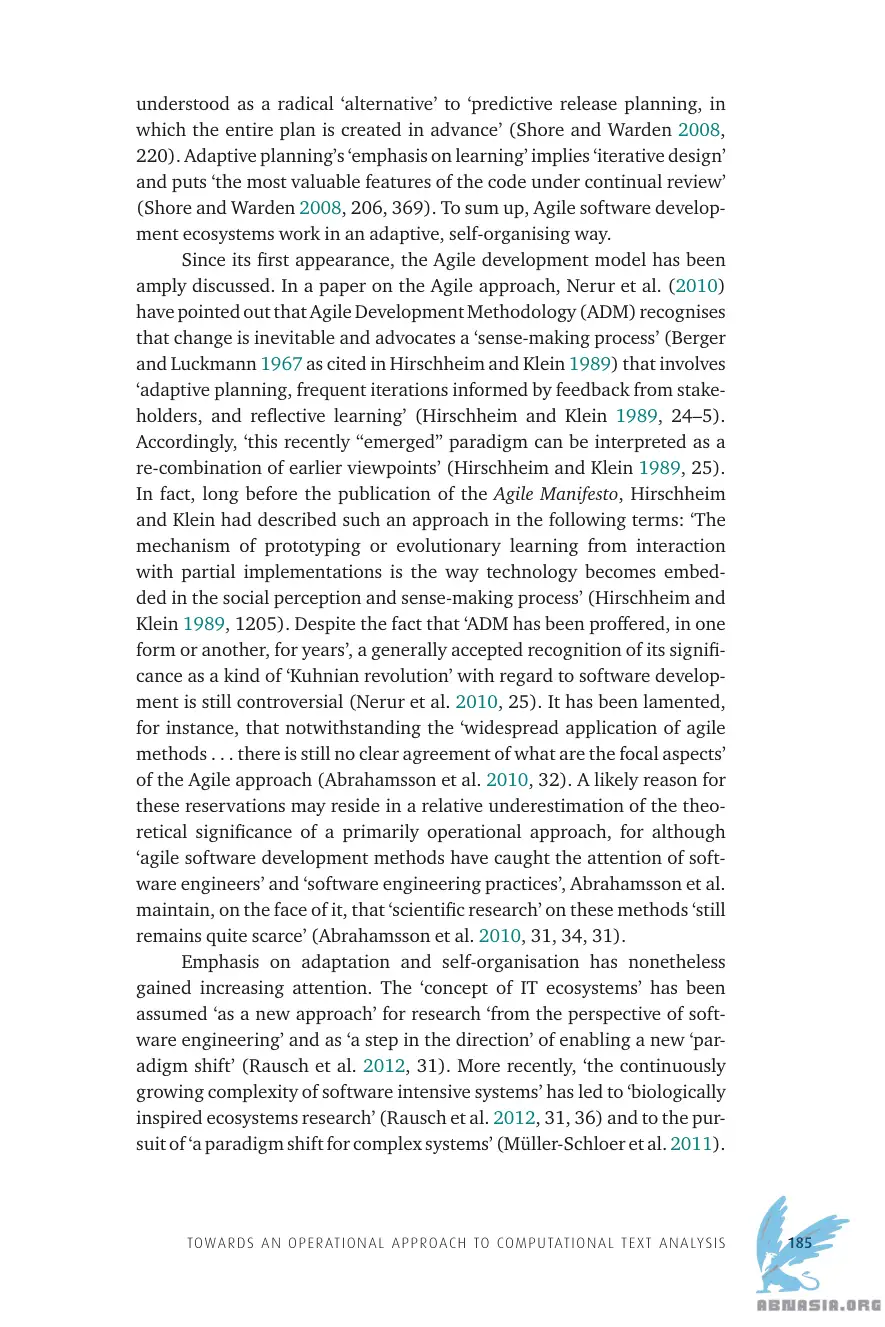 understood as a radical ‘alternative’ to ‘predictive release planning, in
which the entire plan is created in advance’ (Shore and Warden 2008,
220). Adaptive planning’s ‘emphasis on learning’ implies ‘iterative design’
and puts ‘the most valuable features of the code under continual review’
(Shore and Warden 2008, 206, 369). To sum up, Agile software develop-
ment ecosystems work in an adaptive, self-organising way.
Since its first appearance, the Agile development model has been
amply discussed. In a paper on the Agile approach, Nerur et al. (2010)
have pointed out that Agile Development Methodology (ADM) recognises
that change is inevitable and advocates a ‘sense-making process’ (Berger
and Luckmann 1967 as cited in Hirschheim and Klein 1989) that involves
‘adaptive planning, frequent iterations informed by feedback from stake-
holders, and reflective learning’ (Hirschheim and Klein 1989, 24–5).
Accordingly, ‘this recently “emerged” paradigm can be interpreted as a
re-combination of earlier viewpoints’ (Hirschheim and Klein 1989, 25).
In fact, long before the publication of the Agile Manifesto, Hirschheim
and Klein had described such an approach in the following terms: ‘The
mechanism of prototyping or evolutionary learning from interaction
with partial implementations is the way technology becomes embed-
ded in the social perception and sense-making process’ (Hirschheim and
Klein 1989, 1205). Despite the fact that ‘ADM has been proffered, in one
form or another, for years’, a generally accepted recognition of its signifi-
cance as a kind of ‘Kuhnian revolution’ with regard to software develop-
ment is still controversial (Nerur et al. 2010, 25). It has been lamented,
for instance, that notwithstanding the ‘widespread application of agile
methods . . . there is still no clear agreement of what are the focal aspects’
of the Agile approach (Abrahamsson et al. 2010, 32). A likely reason for
these reservations may reside in a relative underestimation of the theo-
retical significance of a primarily operational approach, for although
‘agile software development methods have caught the attention of soft-
ware engineers’ and ‘software engineering practices’, Abrahamsson et al.
maintain, on the face of it, that ‘scientific research’ on these methods ‘still
remains quite scarce’ (Abrahamsson et al. 2010, 31, 34, 31).
Emphasis on adaptation and self-organisation has nonetheless
gained increasing attention. The ‘concept of IT ecosystems’ has been
assumed ‘as a new approach’ for research ‘from the perspective of soft-
ware engineering’ and as ‘a step in the direction’ of enabling a new ‘par-
adigm shift’ (Rausch et al. 2012, 31). More recently, ‘the continuously
growing complexity of software intensive systems’ has led to ‘biologically
inspired ecosystems research’ (Rausch et al. 2012, 31, 36) and to the pur-
suit of ‘a paradigm shift for complex systems’ (Müller-Schloer et al. 2011).
TOWARDS AN OPERATIONAL APPROACH TO COMPUTATIONAL TEXT ANALYSIS 185
ABNASIA.ORG